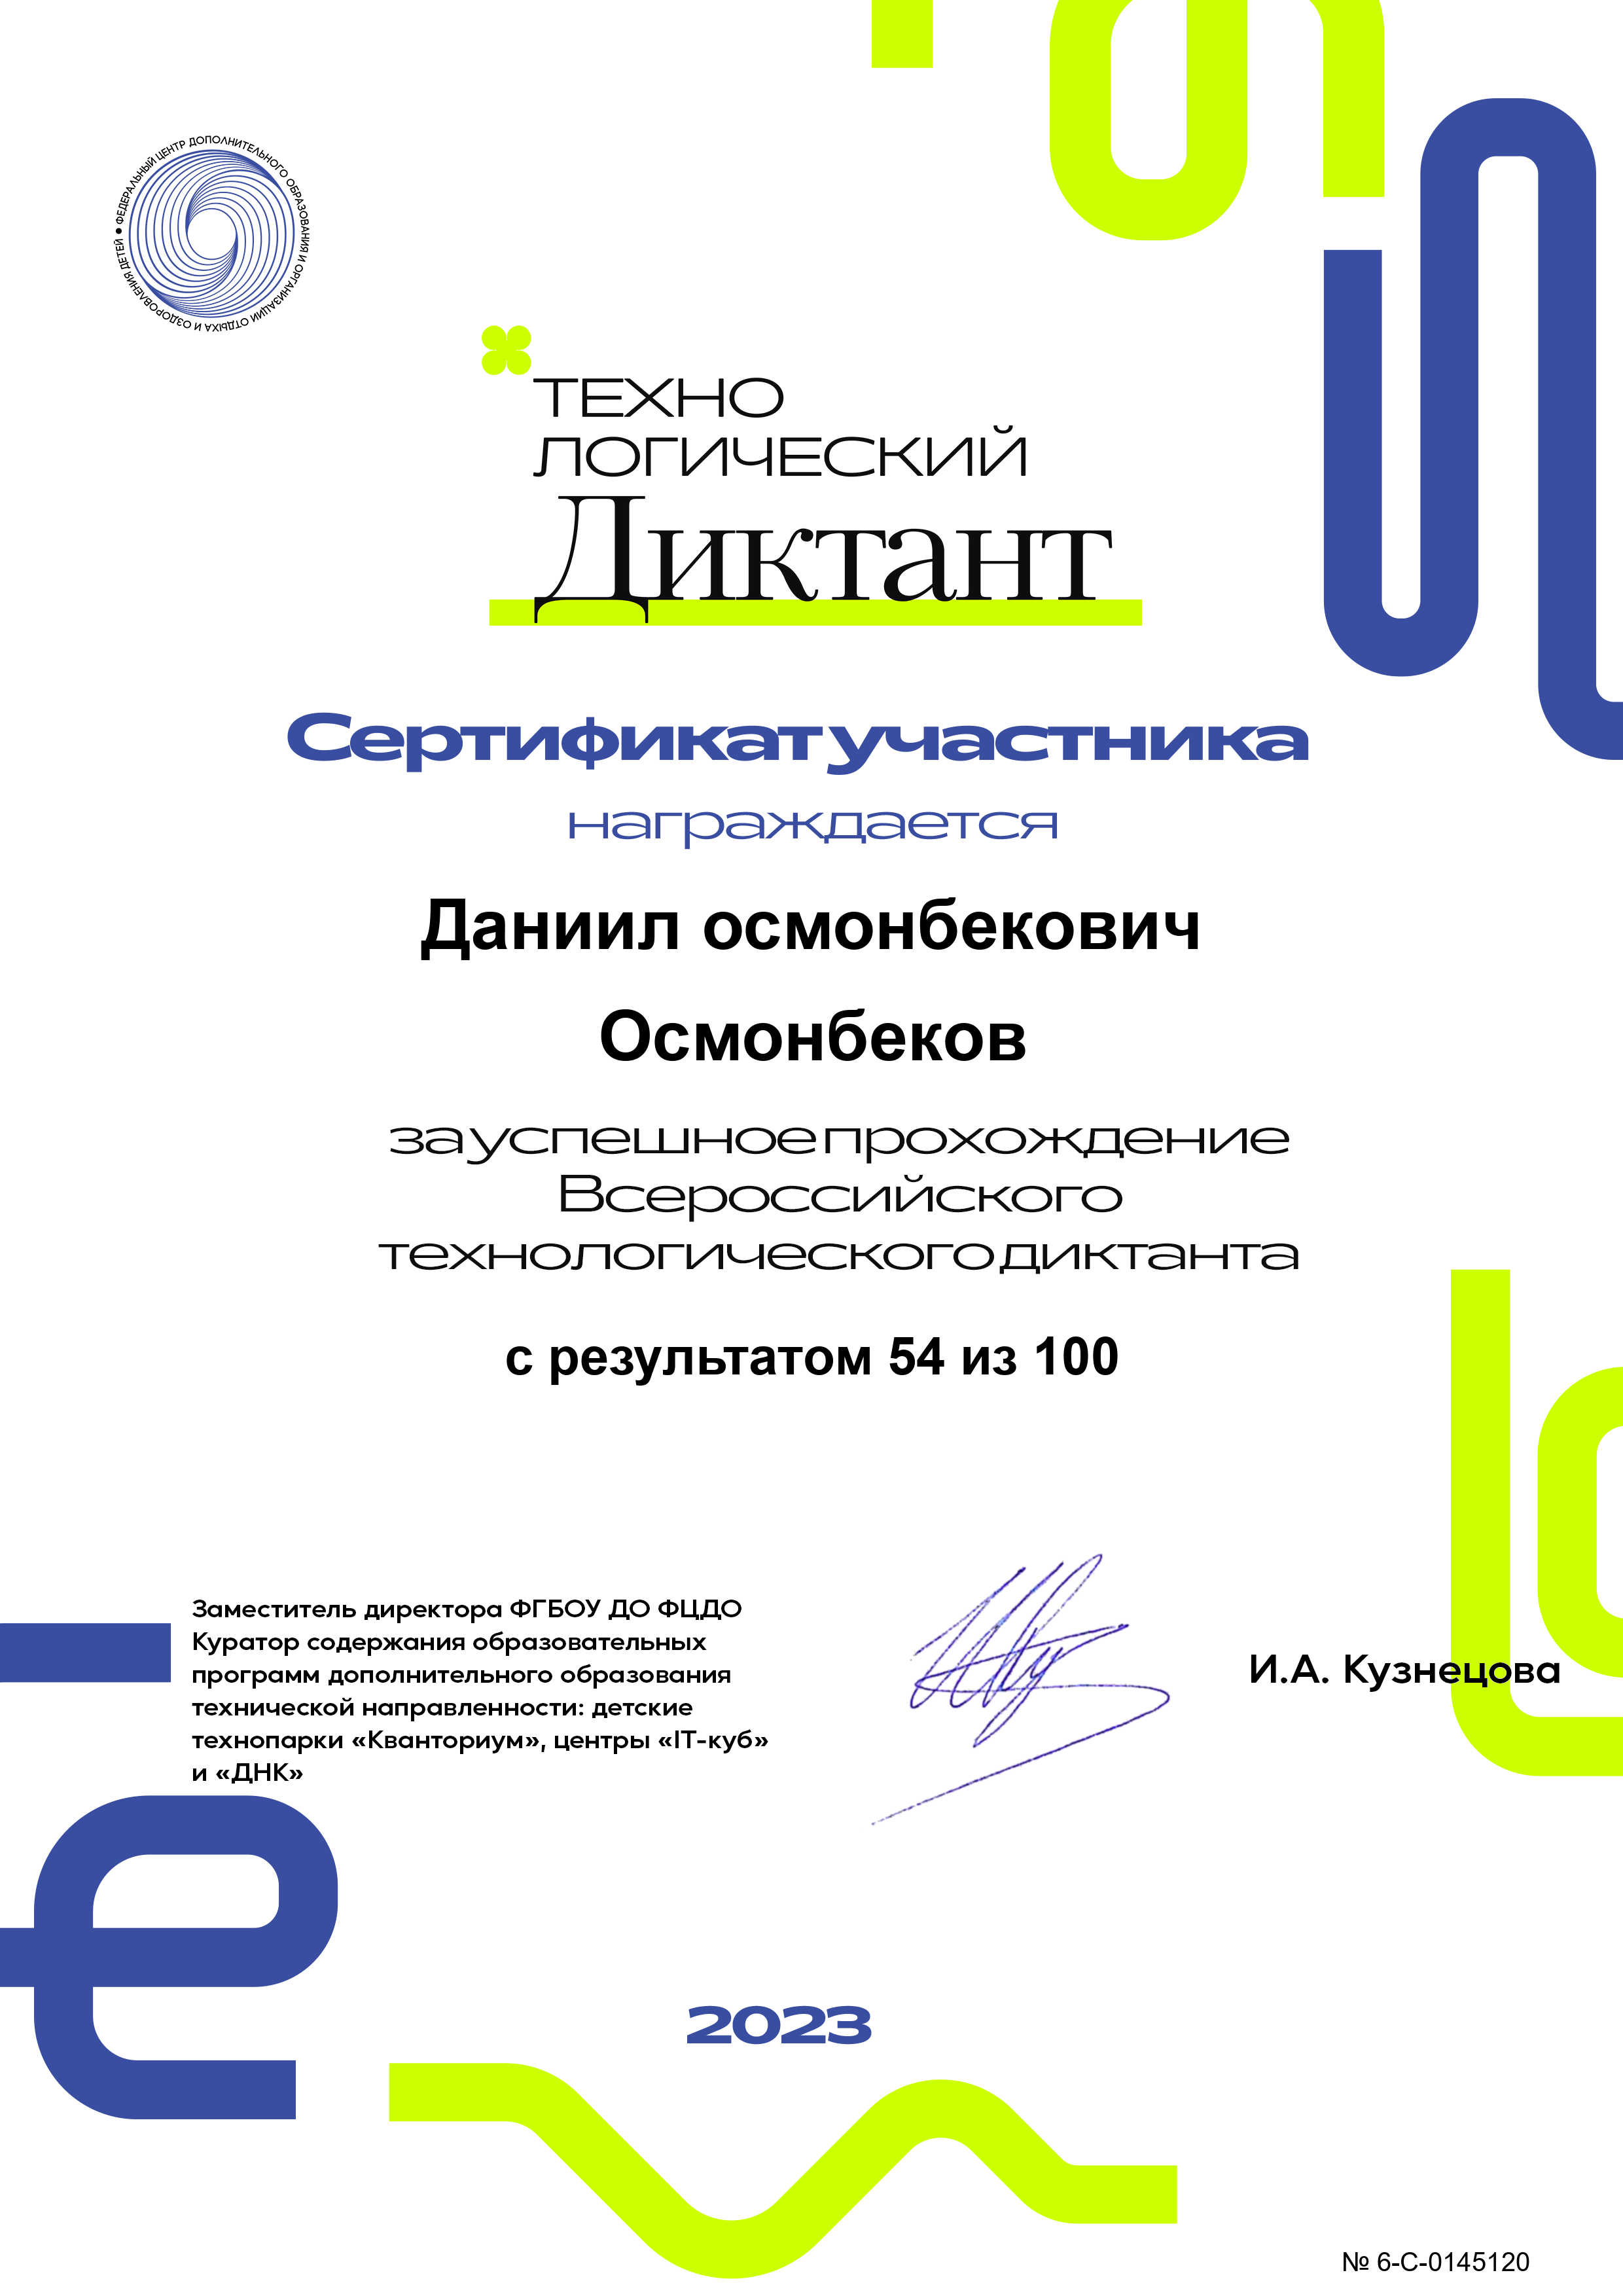 ФЕДЕРАЛЬНЫЙ ЦЕНТР ДОПОЛНИТЕЛЬНОГО ОБРАЗОВАНИЯ И ОРГАНИЗАЦИИ ОТДЫХА И ОЗДОРОВЛЕНИЯ ДЕТЕЙ •
ТЕХНО
ЛОГИЧЕСКИЙ
Диктант
Сертификат участника
награждается
Даниил осмонбекович
Осмонбеков
за успешное прохождение
Всероссийского
технологического диктанта
с результатом 54 из 100
Заместитель директора ФГБОУ ДО ФЦДО
Куратор содержания образовательных
программ дополнительного образования
технической направленности: детские
технопарки «Кванториум», центры «IT-куб»
и «ДНК»
И.А. Кузнецова
2023
№ 6-С-0145120